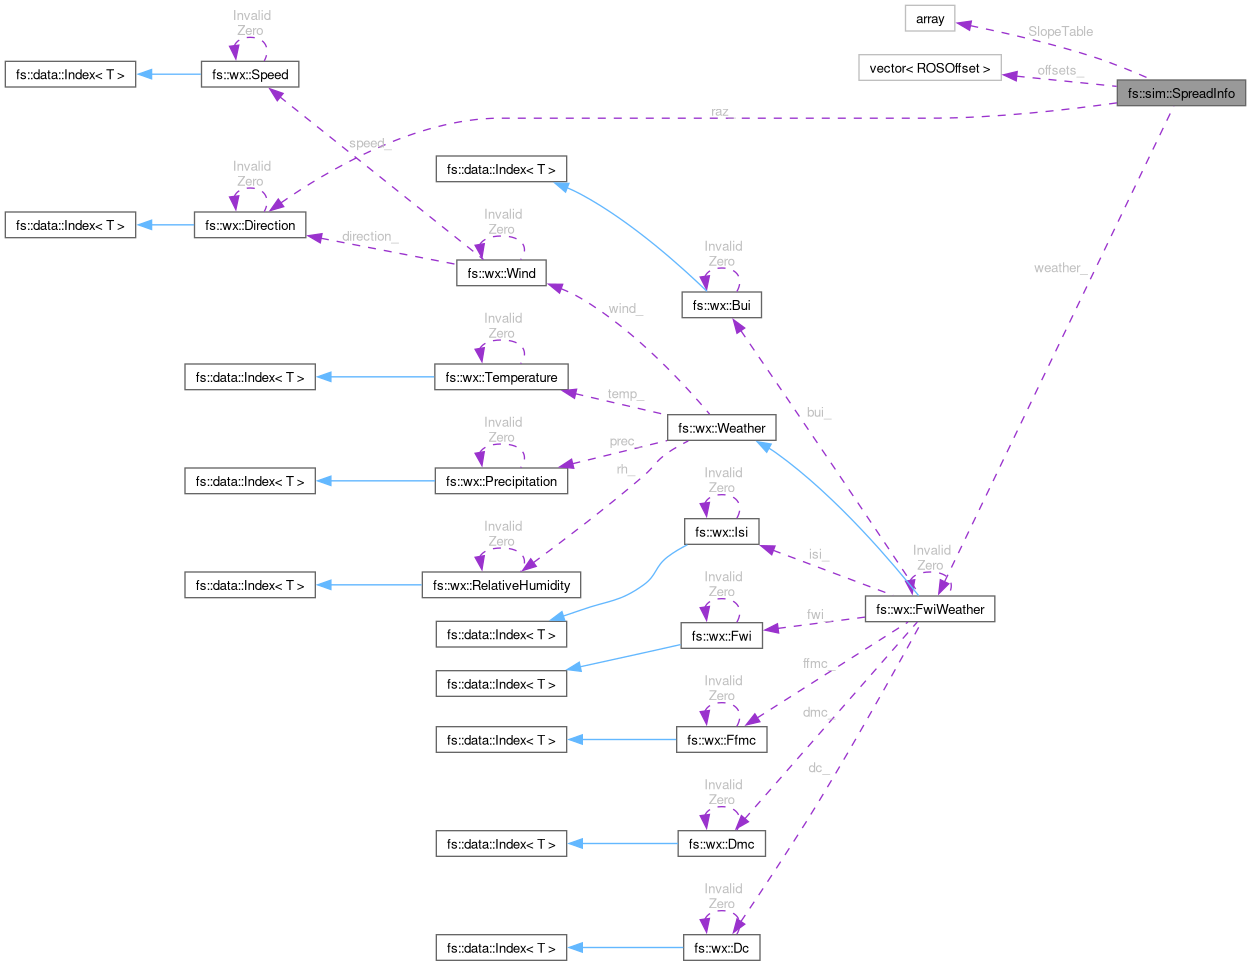 array
SlopeTable
Invalid
Zero
vector< ROSOffset >
offsets_
fs::data::Index< T >
fs::wx::Speed
fs::sim::SpreadInfo
raz_
speed_
fs::data::Index< T >
Invalid
Zero
fs::data::Index< T >
fs::wx::Direction
direction_
Invalid
Zero
fs::wx::Wind
Invalid
Zero
weather_
fs::wx::Bui
wind_
Invalid
Zero
fs::data::Index< T >
fs::wx::Temperature
temp_
bui_
fs::wx::Weather
Invalid
Zero
prec_
rh_
fs::data::Index< T >
fs::wx::Precipitation
Invalid
Zero
fs::wx::Isi
Invalid
Zero
isi_
Invalid
Zero
fs::data::Index< T >
fs::wx::RelativeHumidity
Invalid
Zero
fs::wx::FwiWeather
fwi_
fs::data::Index< T >
fs::wx::Fwi
ffmc_
fs::data::Index< T >
Invalid
Zero
dmc_
fs::data::Index< T >
fs::wx::Ffmc
dc_
Invalid
Zero
fs::data::Index< T >
fs::wx::Dmc
Invalid
Zero
fs::data::Index< T >
fs::wx::Dc